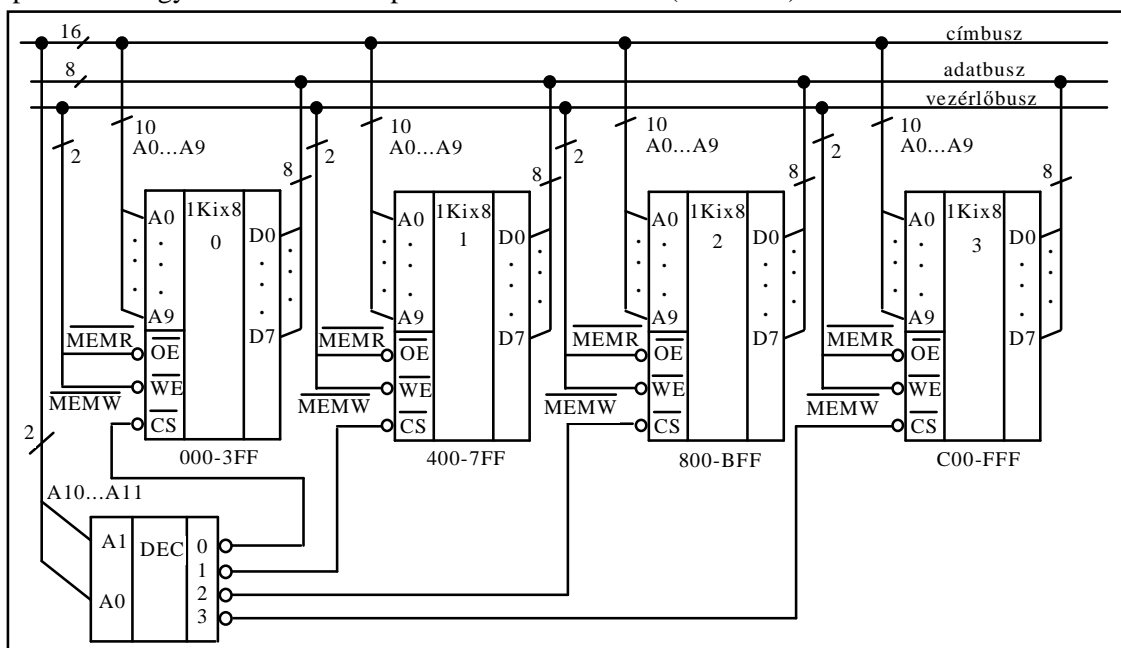 16
címbusz
8
adatbusz
vezérlőbusz
10
A0...A9
2
8
10
A0...A9
2
8
10
A0...A9
2
8
10
A0...A9
2
8
A0
A9
1Kix8
0
D0
D7
MEMR
OE
WE
MEMW
CS
000-3FF
A0
A9
1Kix8
1
D0
D7
MEMR
OE
WE
MEMW
CS
400-7FF
A0
A9
1Kix8
2
D0
D7
MEMR
OE
WE
MEMW
CS
800-BFF
A0
A9
1Kix8
3
D0
D7
MEMR
OE
WE
MEMW
CS
C00-FFF
2
A10...A11
A1
A0
DEC
0
1
2
3